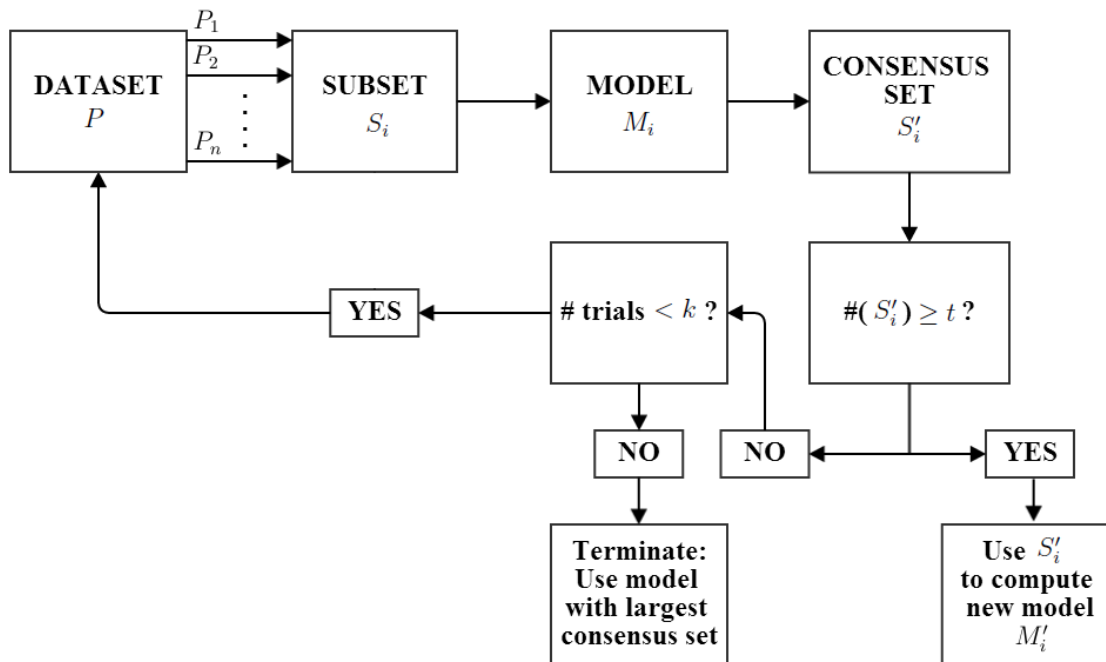 DATASET
P
P₁
P₂
Pₙ
SUBSET
Sᵢ
MODEL
Mᵢ
CONSENSUS
SET
S′ᵢ
YES
# trials < k ?
#( S′ᵢ ) ≥ t ?
NO
NO
YES
Terminate:
Use model
with largest
consensus set
Use S′ᵢ
to compute
new model
M′ᵢ